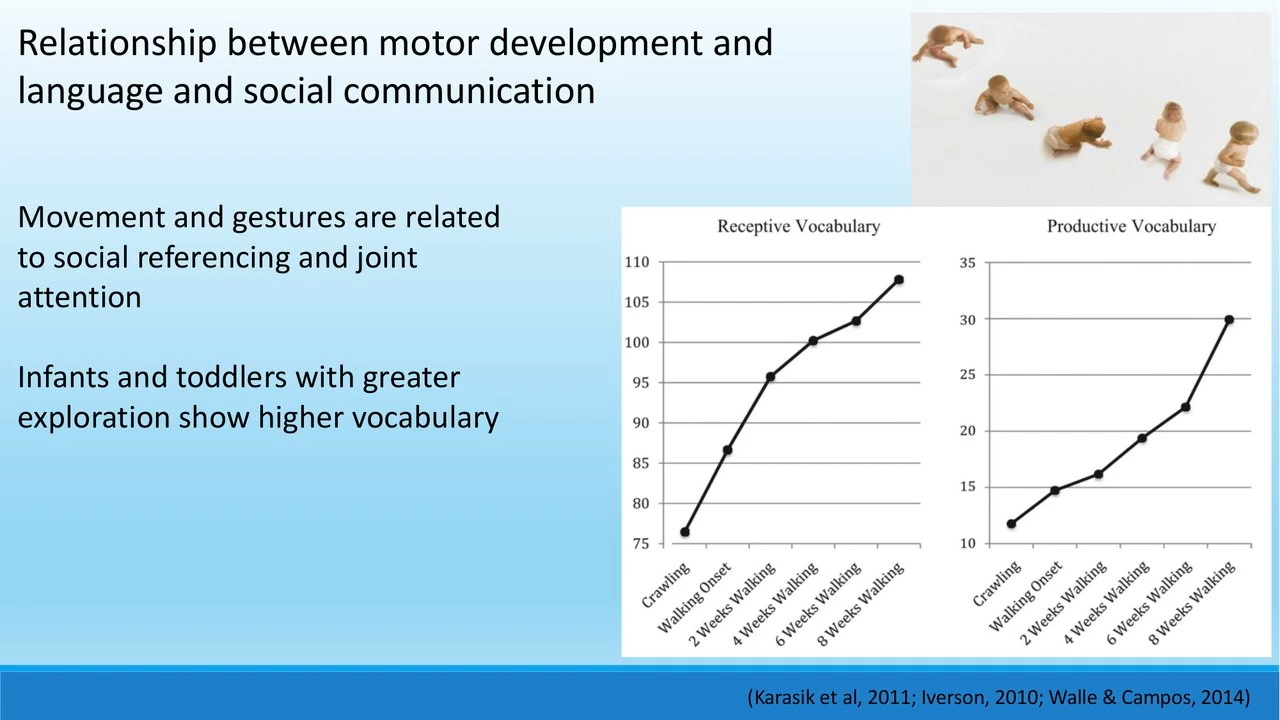 Relationship between motor development and
language and social communication
Movement and gestures are related
to social referencing and joint
attention
Infants and toddlers with greater
exploration show higher vocabulary
Receptive Vocabulary
110
105
100
95
90
85
80
75
Crawling
Walking Onset
2 Weeks Walking
4 Weeks Walking
6 Weeks Walking
8 Weeks Walking
Productive Vocabulary
35
30
25
20
15
10
Crawling
Walking Onset
2 Weeks Walking
4 Weeks Walking
6 Weeks Walking
8 Weeks Walking
(Karasik et al, 2011; Iverson, 2010; Walle & Campos, 2014)